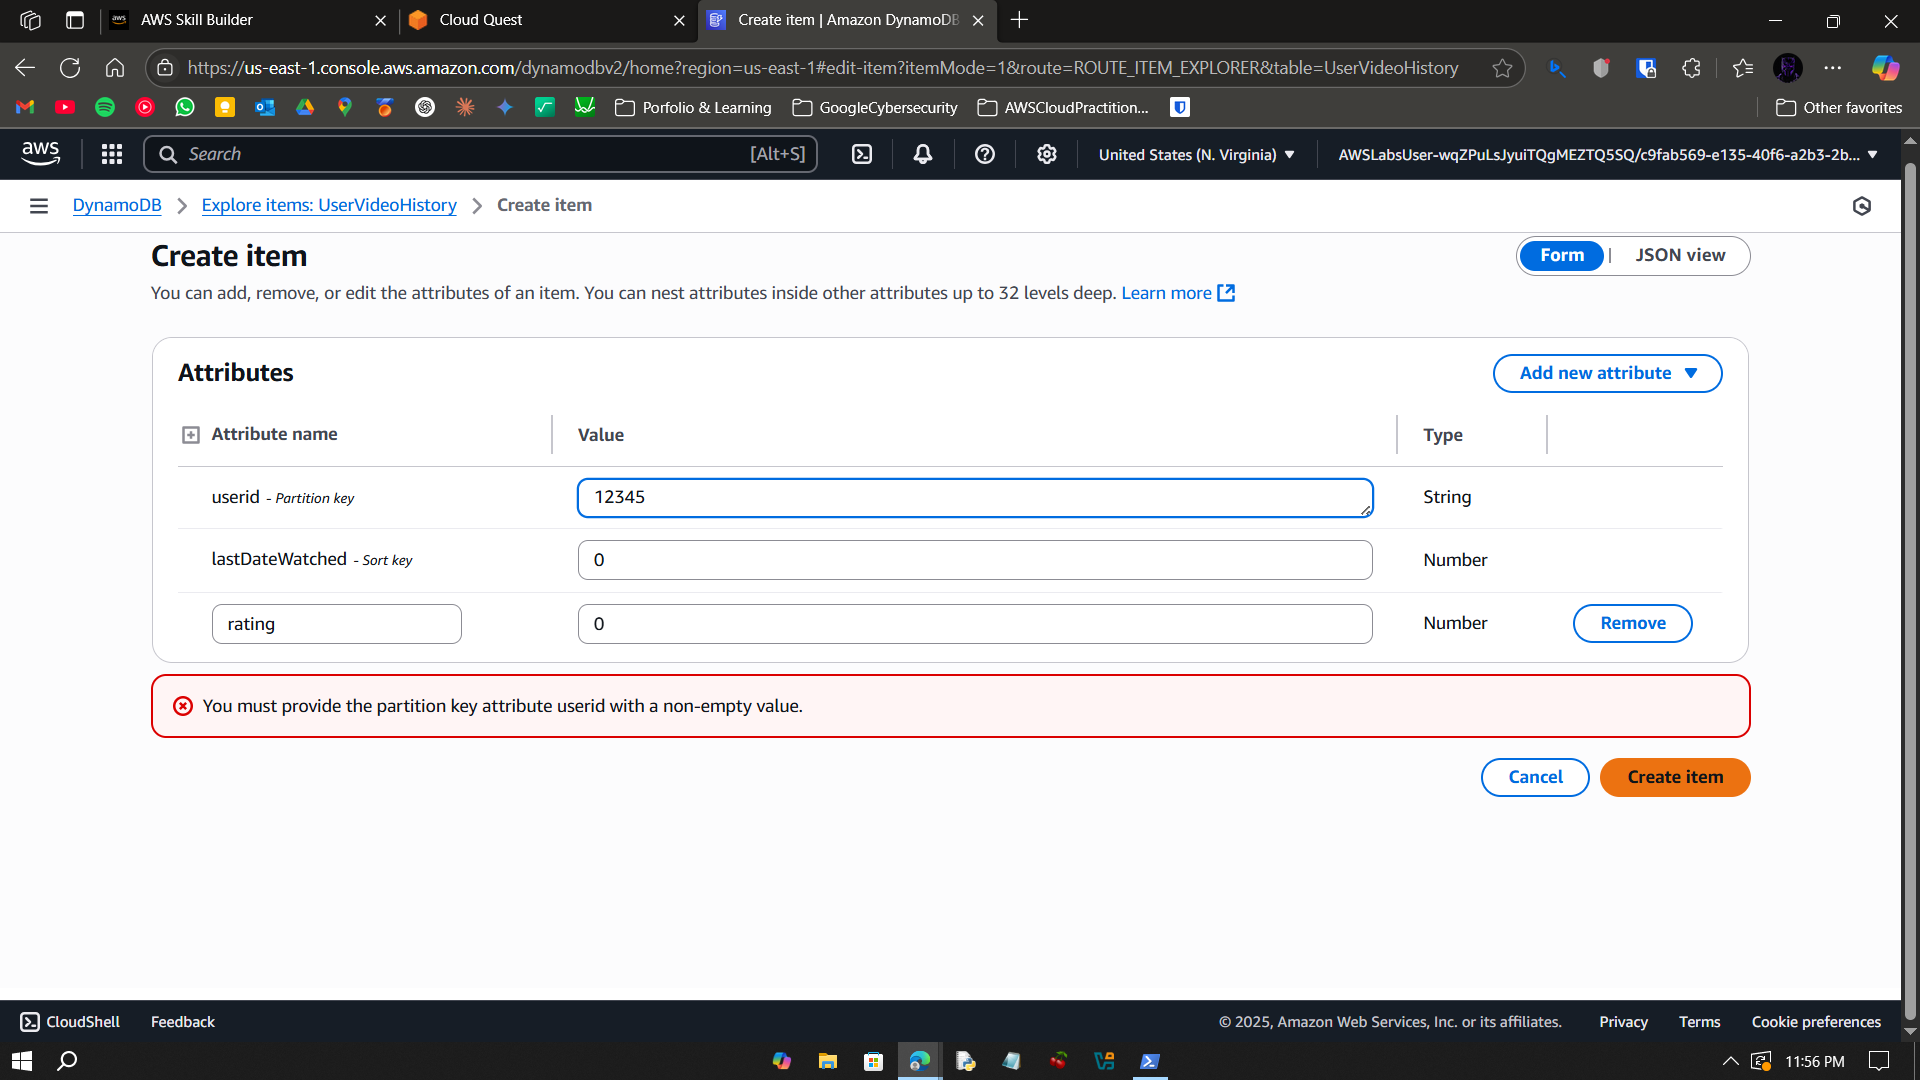 AWS Skill Builder
Cloud Quest
Create item | Amazon DynamoDB
https://us-east-1.console.aws.amazon.com/dynamodbv2/home?region=us-east-1#edit-item?itemMode=1&route=ROUTE_ITEM_EXPLORER&table=UserVideoHistory
Porfolio & Learning
GoogleCybersecurity
AWSCloudPractition...
Other favorites
aws
Search
[Alt+S]
United States (N. Virginia)
AWSLabsUser-wqZPuLsJyuiTQgMEZTQ5SQ/c9fab569-e135-40f6-a2b3-2b...
DynamoDB
Explore items: UserVideoHistory
Create item
Create item
Form | JSON view
You can add, remove, or edit the attributes of an item. You can nest attributes inside other attributes up to 32 levels deep. Learn more
Attributes
Add new attribute
Attribute name
Value
Type
userid - Partition key
12345
String
lastDateWatched - Sort key
0
Number
rating
0
Number
Remove
You must provide the partition key attribute userid with a non-empty value.
Cancel
Create item
CloudShell
Feedback
© 2025, Amazon Web Services, Inc. or its affiliates.
Privacy
Terms
Cookie preferences
11:56 PM